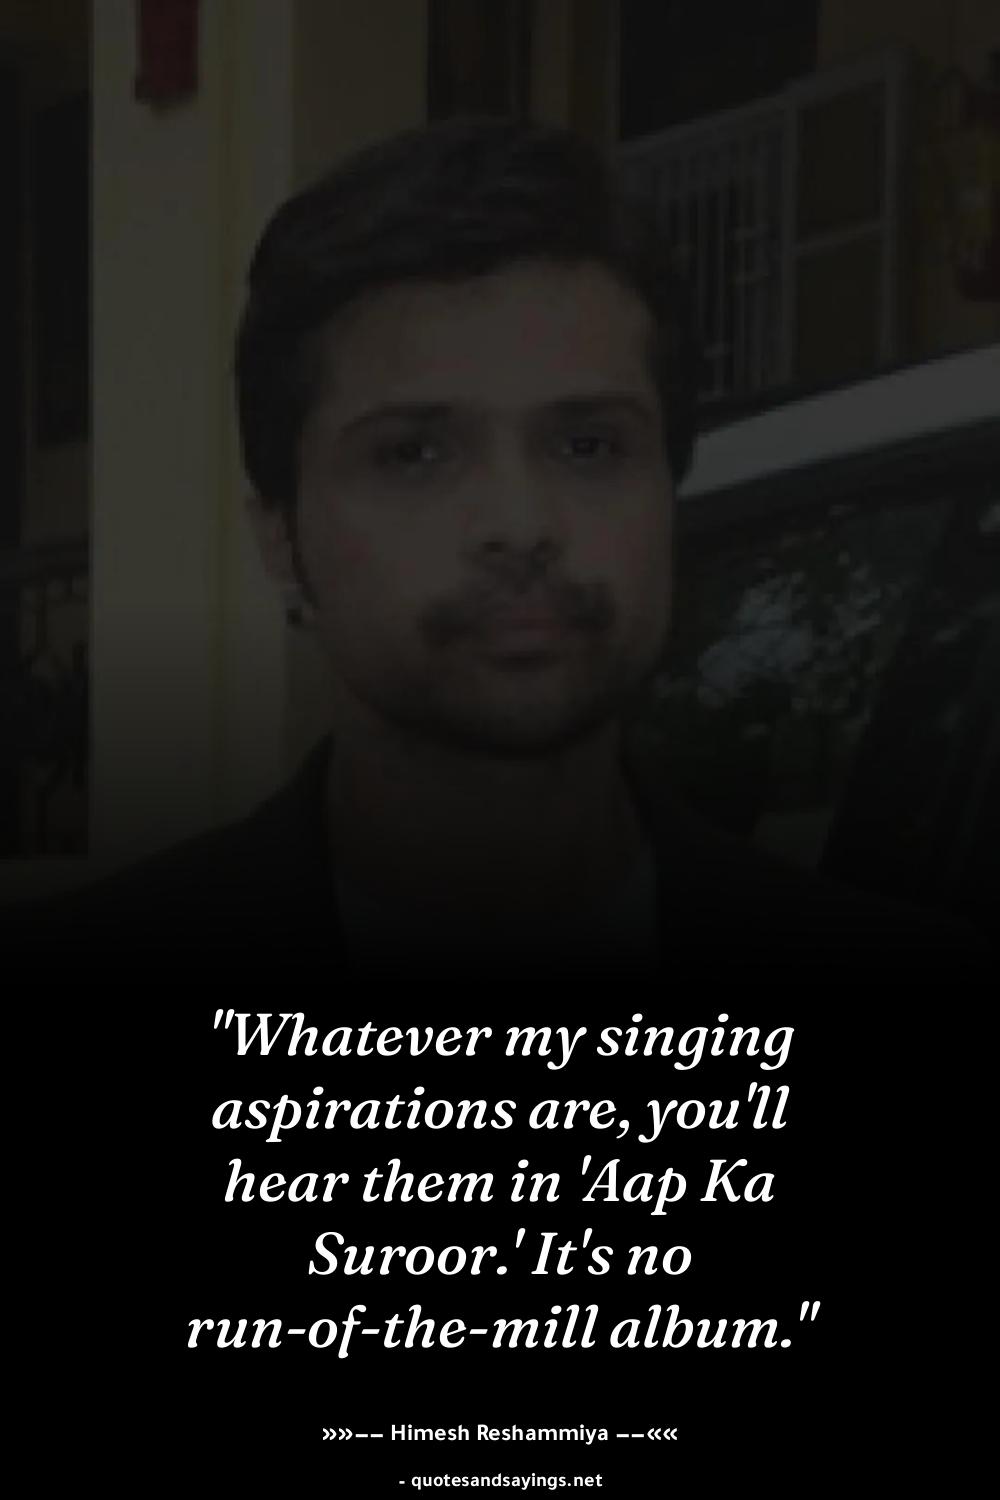 "Whatever my singing
aspirations are, you'll
hear them in 'Aap Ka
Suroor.' It's no
run-of-the-mill album."
»»-- Himesh Reshammiya --««
- quotesandsayings.net